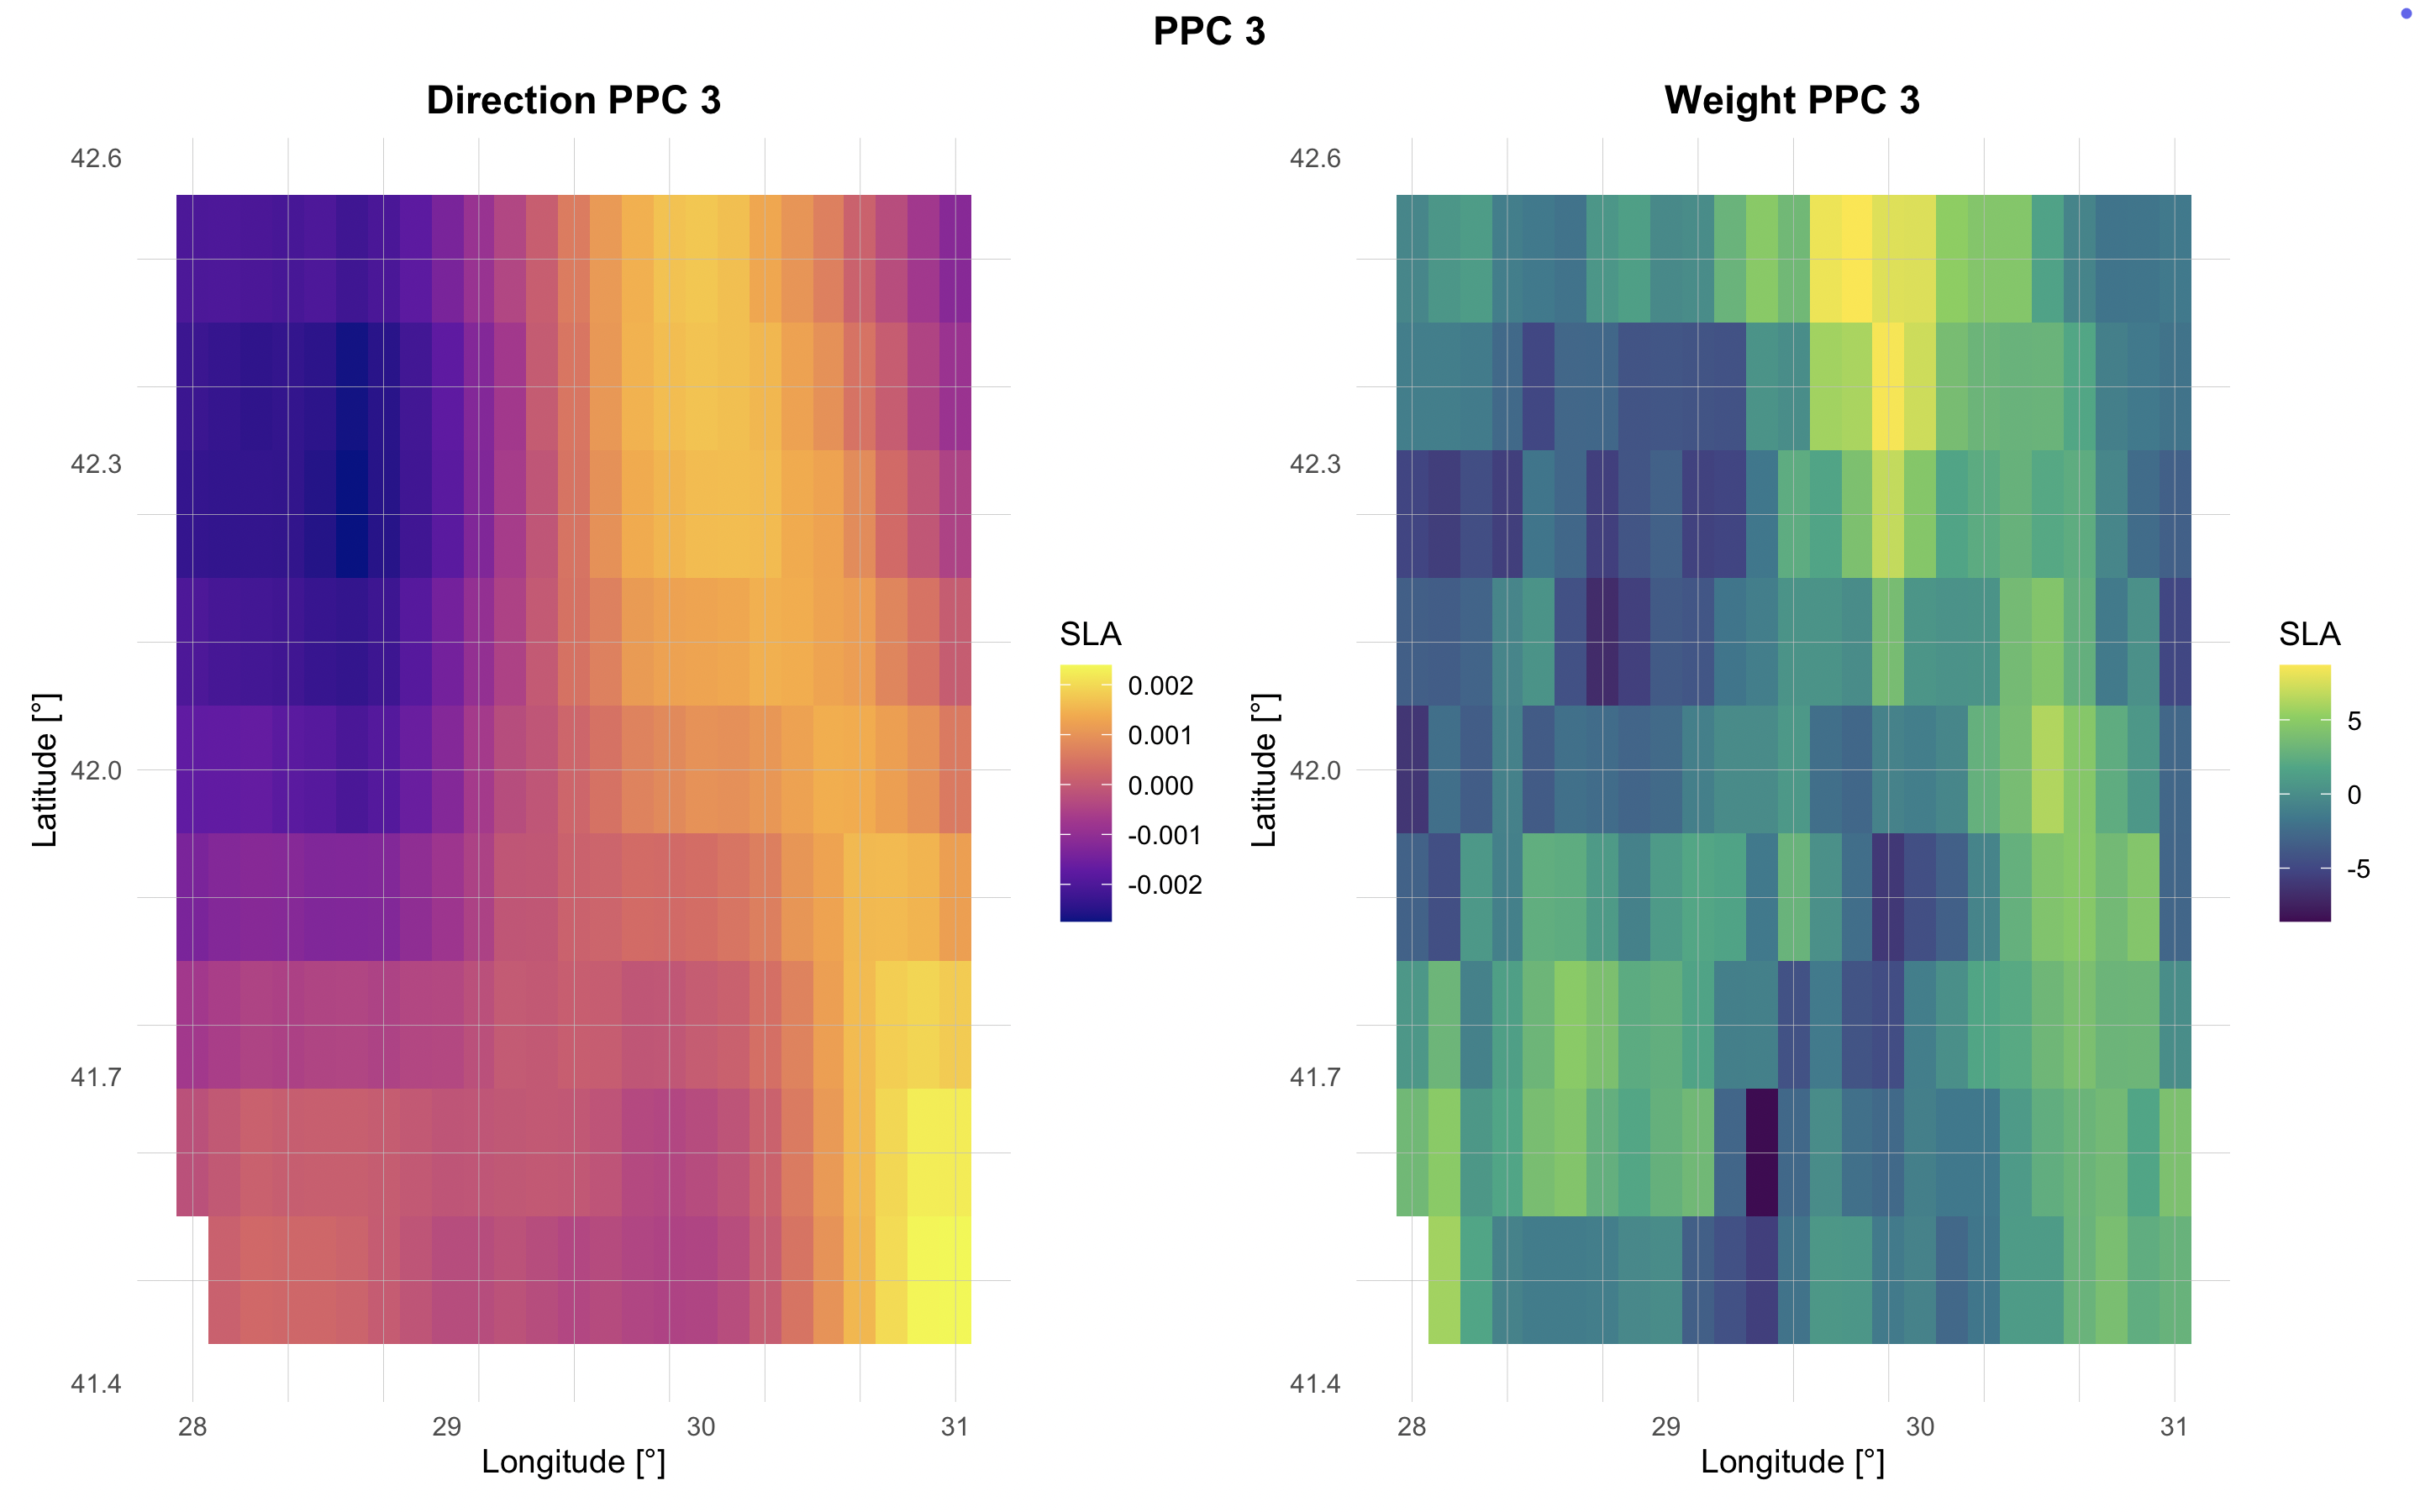 PPC 3
Direction PPC 3
42.6
42.3
42.0
41.7
41.4
Latitude [°]
28 29 30 31
Longitude [°]
SLA
0.002
0.001
0.000
-0.001
-0.002
Weight PPC 3
42.6
42.3
42.0
41.7
41.4
Latitude [°]
28 29 30 31
Longitude [°]
SLA
5
0
-5